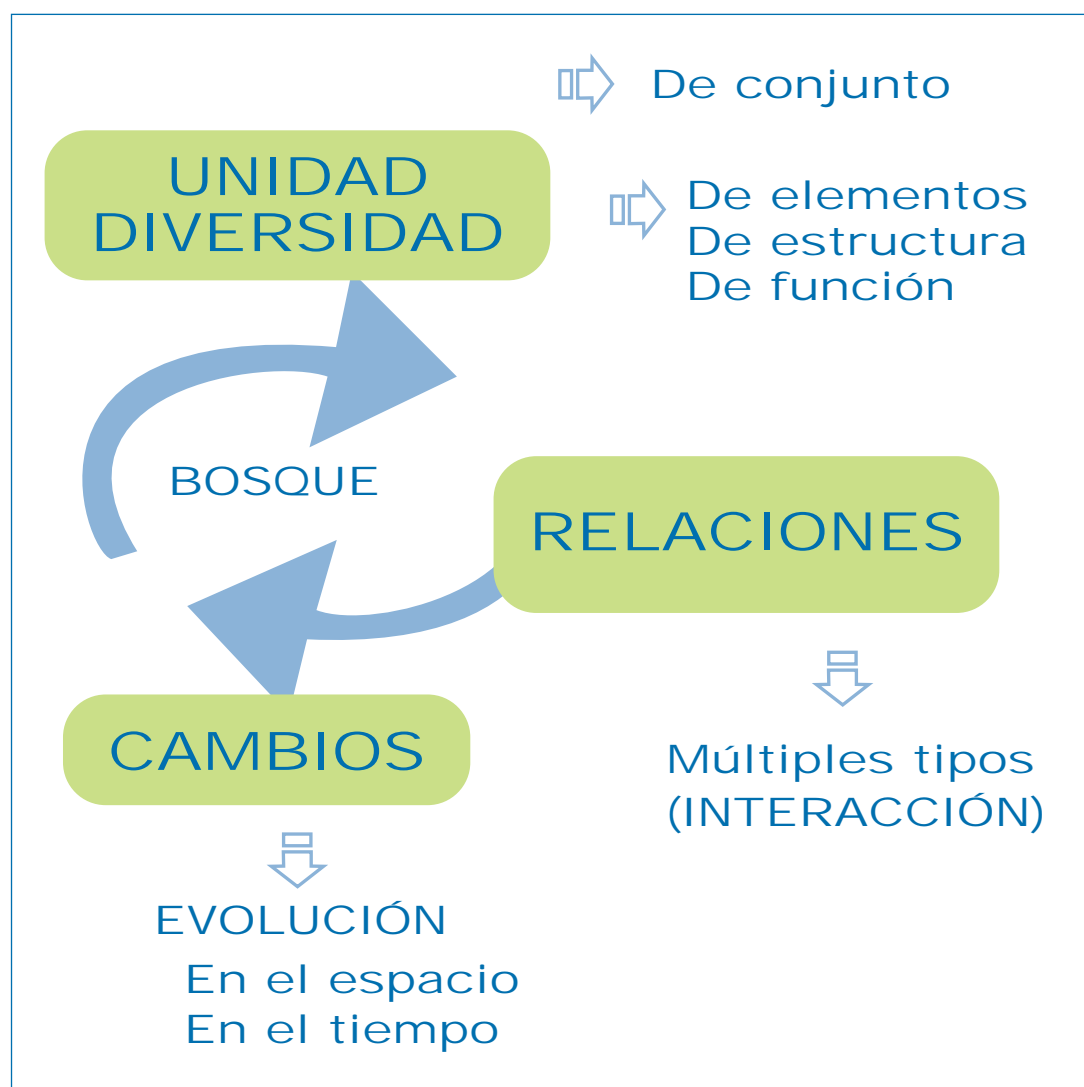 De conjunto
UNIDAD
DIVERSIDAD
De elementos
De estructura
De función
BOSQUE
RELACIONES
CAMBIOS
Múltiples tipos
(INTERACCIÓN)
EVOLUCIÓN
En el espacio
En el tiempo